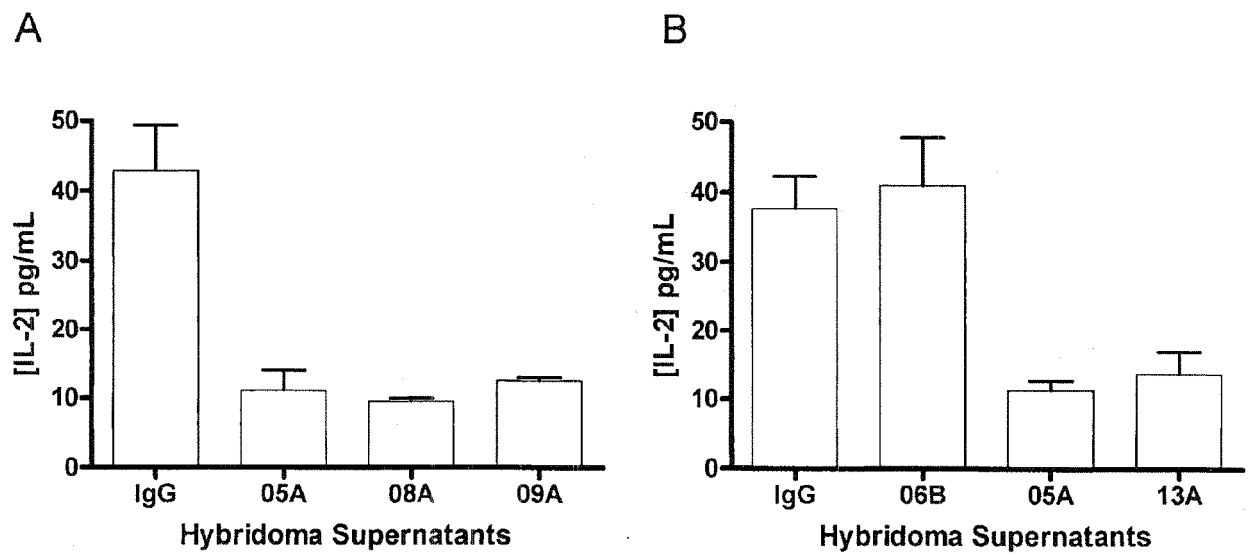 A
B
50
40
30
20
10
0
[IL-2] pg/mL
IgG 05A 08A 09A
Hybridoma Supernatants
50
40
30
20
10
0
[IL-2] pg/mL
IgG 06B 05A 13A
Hybridoma Supernatants